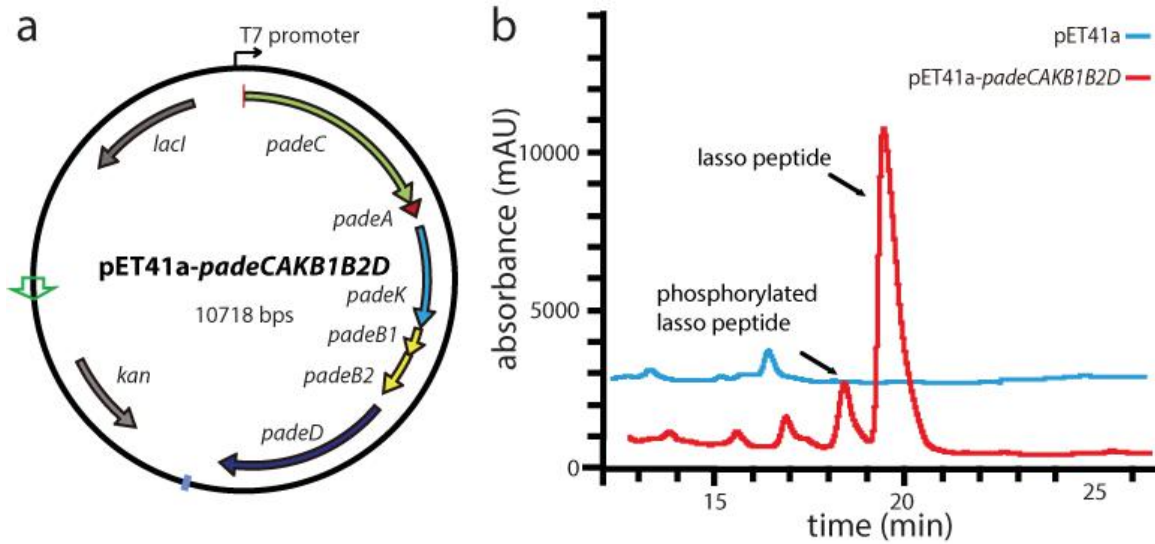 a
T7 promoter
lacI
padeC
padeA
pET41a-padeCAKB1B2D
10718 bps
padeK
padeB1
padeB2
kan
padeD
b
pET41a
pET41a-padeCAKB1B2D
absorbance (mAU)
10000
5000
0
lasso peptide
phosphorylated
lasso peptide
15
20
25
time (min)